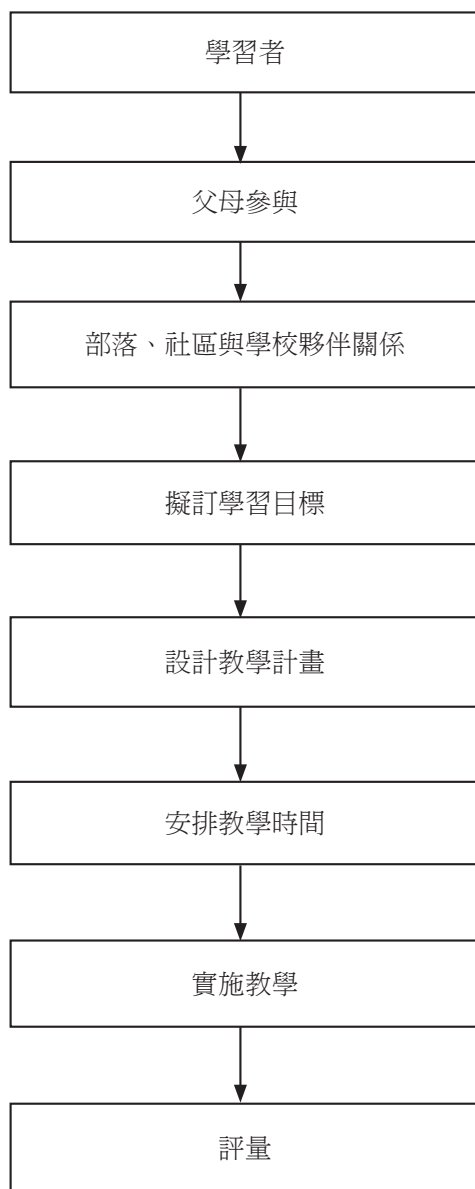 學習者
父母參與
部落、社區與學校夥伴關係
擬訂學習目標
設計教學計畫
安排教學時間
實施教學
評量